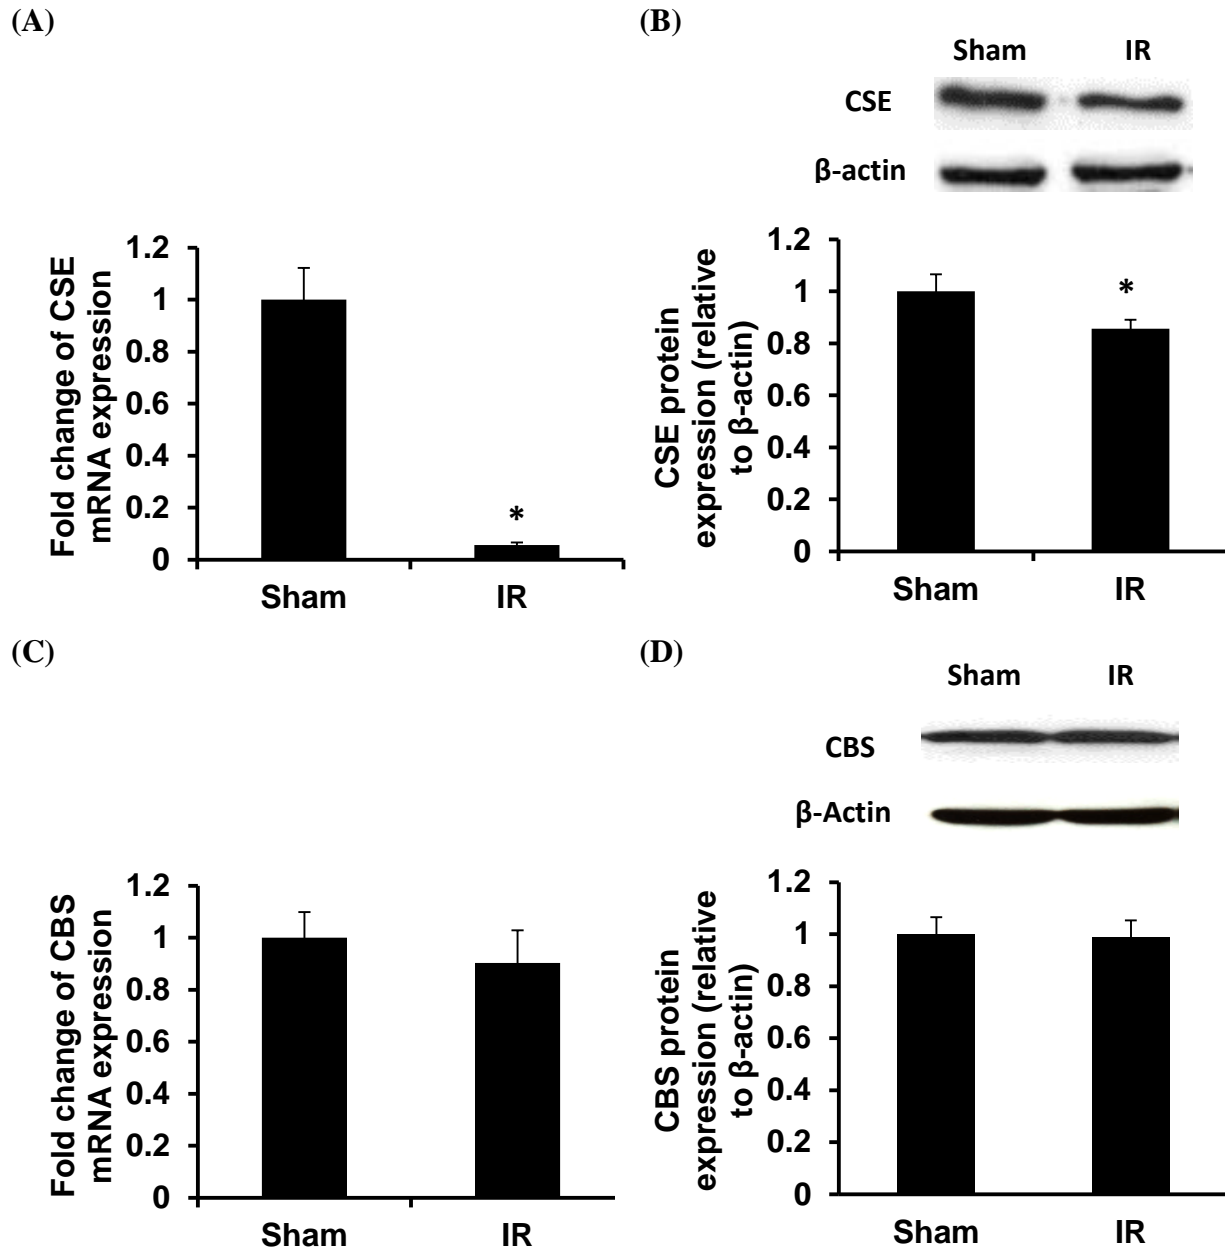 (A)
Fold change of CSE
mRNA expression
1.2
1
0.8
0.6
0.4
0.2
0
*
Sham
IR
(B)
Sham
IR
CSE
β-actin
CSE protein
expression (relative
to β-actin)
1.2
1
0.8
0.6
0.4
0.2
0
*
Sham
IR
(C)
Fold change of CBS
mRNA expression
1.2
1
0.8
0.6
0.4
0.2
0
Sham
IR
(D)
Sham
IR
CBS
β-Actin
CBS protein
expression (relative
to β-actin)
1.2
1
0.8
0.6
0.4
0.2
0
Sham
IR